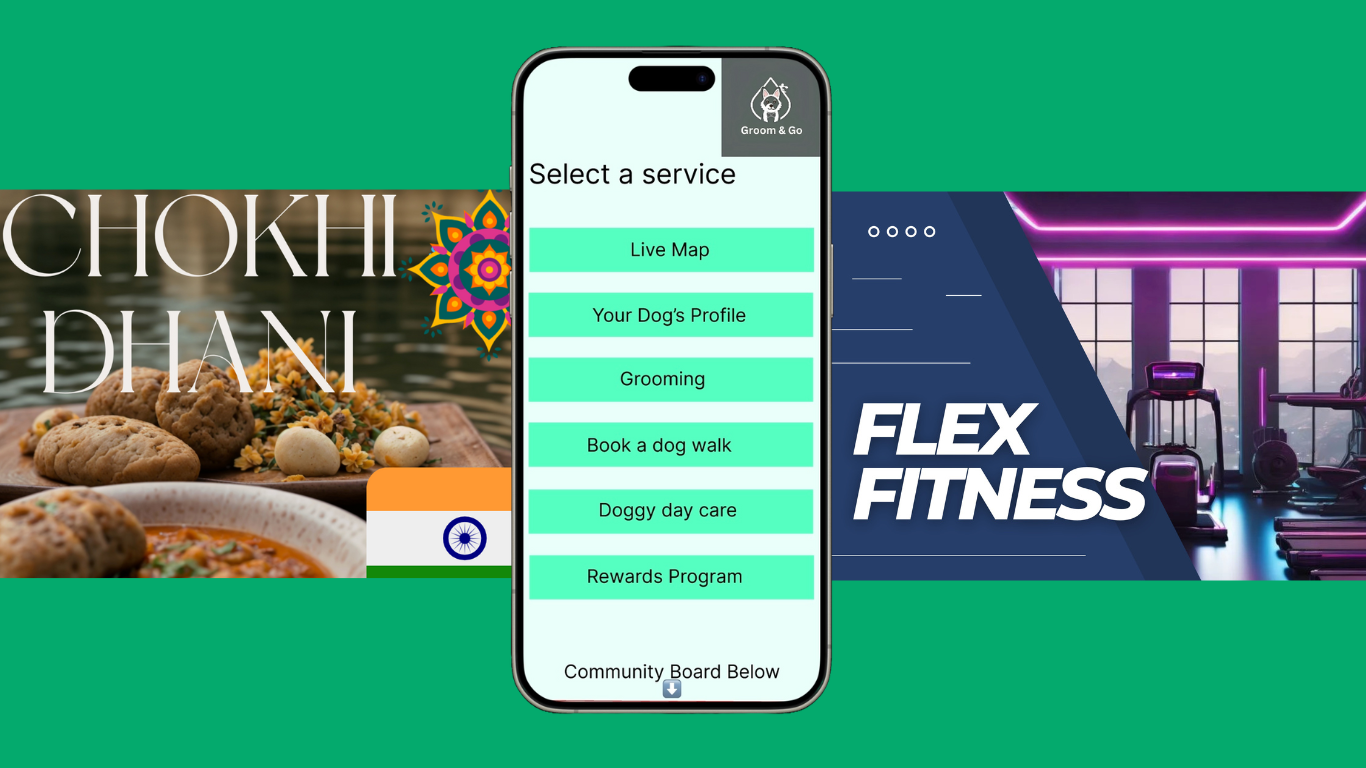 CHOKHI
DHANI
Groom & Go
Select a service
Live Map
Your Dog’s Profile
Grooming
Book a dog walk
Doggy day care
Rewards Program
Community Board Below
FLEX
FITNESS